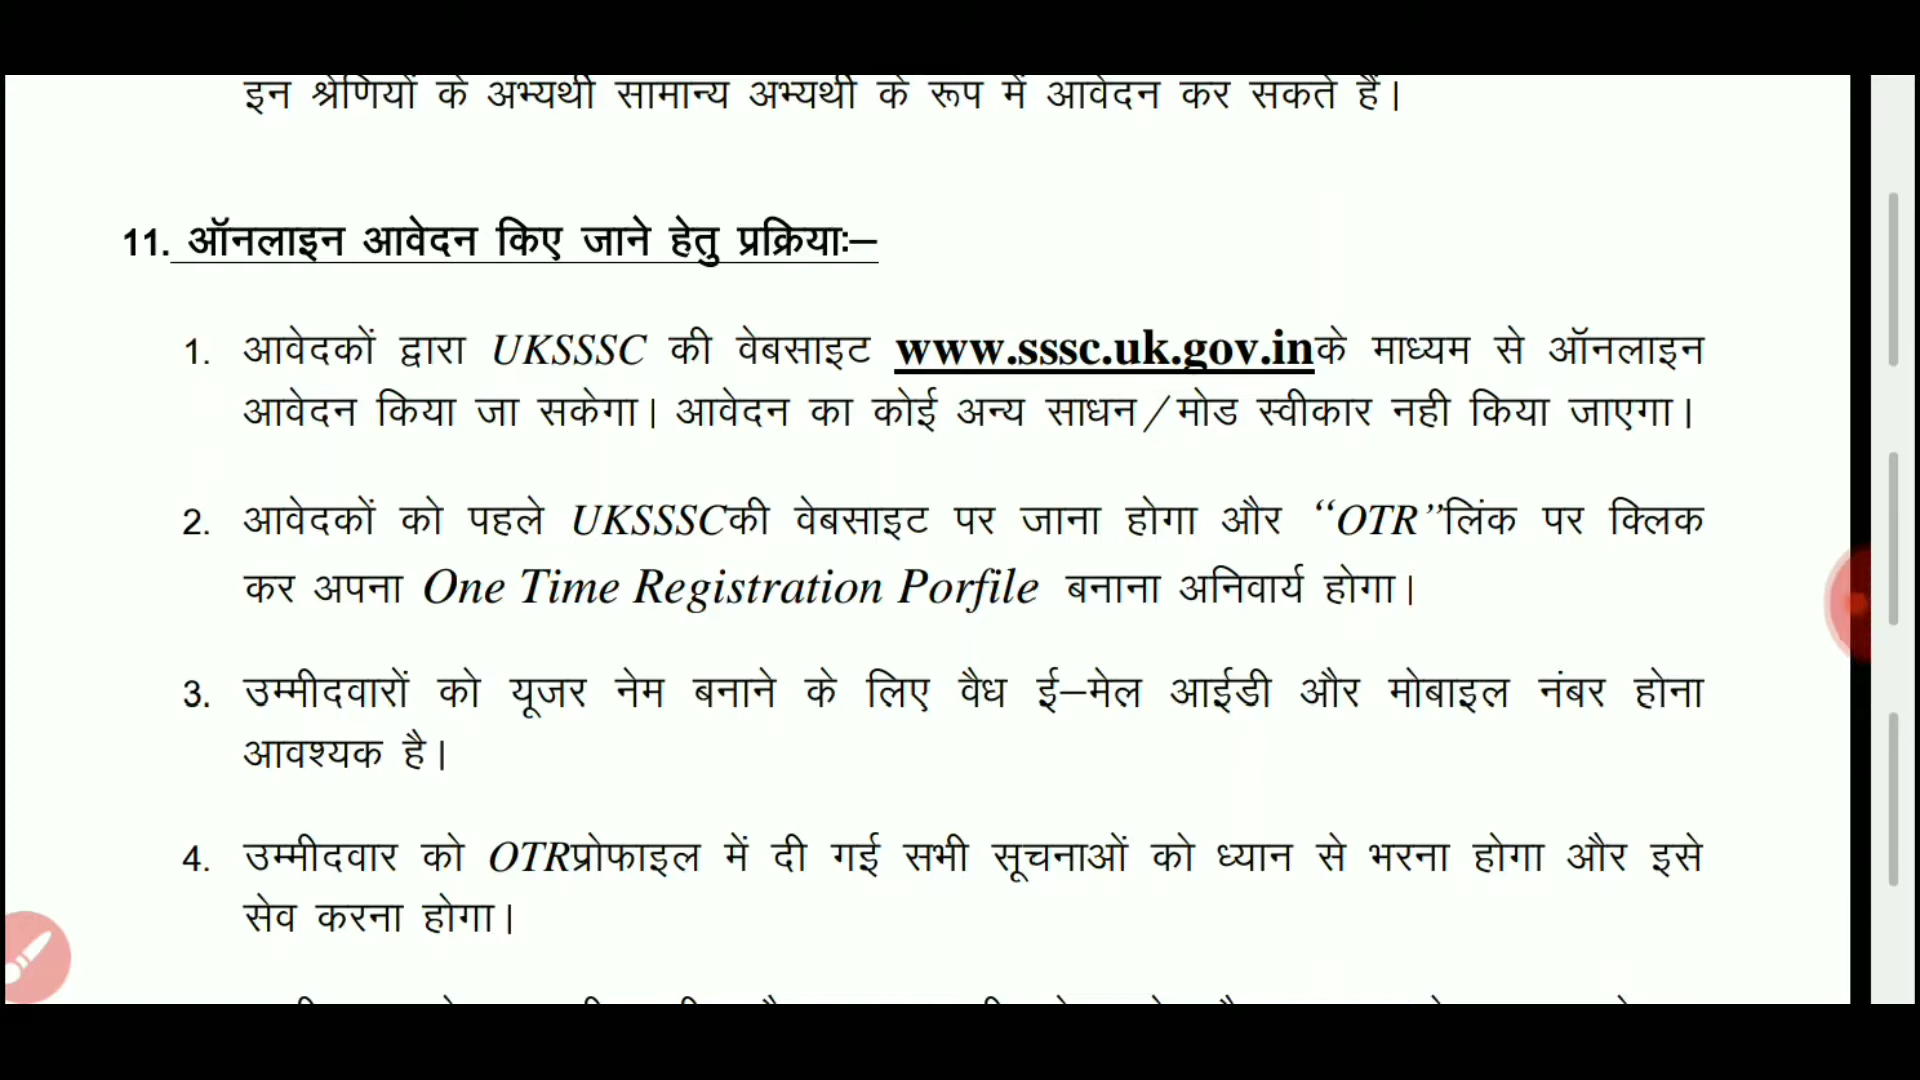 इन श्रेणियों के अभ्यर्थी सामान्य अभ्यर्थी के रूप में आवेदन कर सकते हैं।
11. ऑनलाइन आवेदन किए जाने हेतु प्रक्रियाः–
1. आवेदकों द्वारा UKSSSC की वेबसाइट www.sssc.uk.gov.inके माध्यम से ऑनलाइन
आवेदन किया जा सकेगा। आवेदन का कोई अन्य साधन/मोड स्वीकार नही किया जाएगा।
2. आवेदकों को पहले UKSSSCकी वेबसाइट पर जाना होगा और “OTR”लिंक पर क्लिक
कर अपना One Time Registration Porfile बनाना अनिवार्य होगा।
3. उम्मीदवारों को यूजर नेम बनाने के लिए वैध ई–मेल आईडी और मोबाइल नंबर होना
आवश्यक है।
4. उम्मीदवार को OTRप्रोफाइल में दी गई सभी सूचनाओं को ध्यान से भरना होगा और इसे
सेव करना होगा।